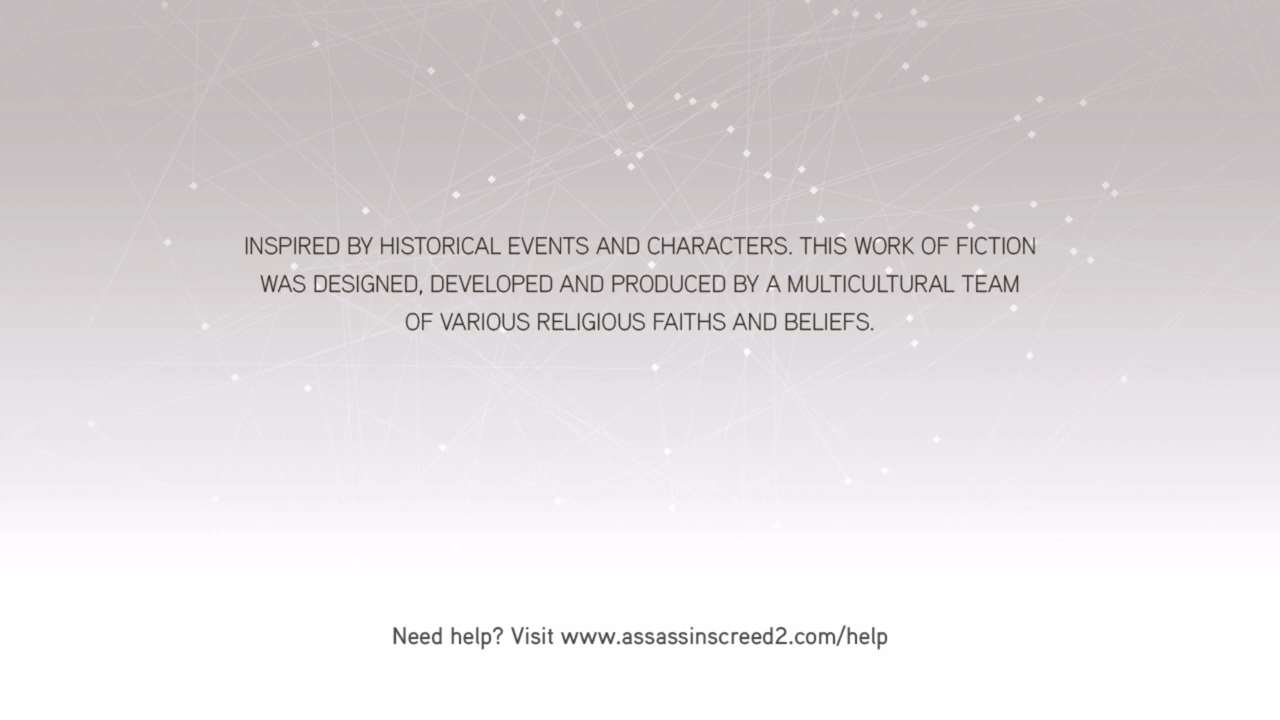 INSPIRED BY HISTORICAL EVENTS AND CHARACTERS. THIS WORK OF FICTION
WAS DESIGNED, DEVELOPED AND PRODUCED BY A MULTICULTURAL TEAM
OF VARIOUS RELIGIOUS FAITHS AND BELIEFS.
Need help? Visit www.assassinscreed2.com/help